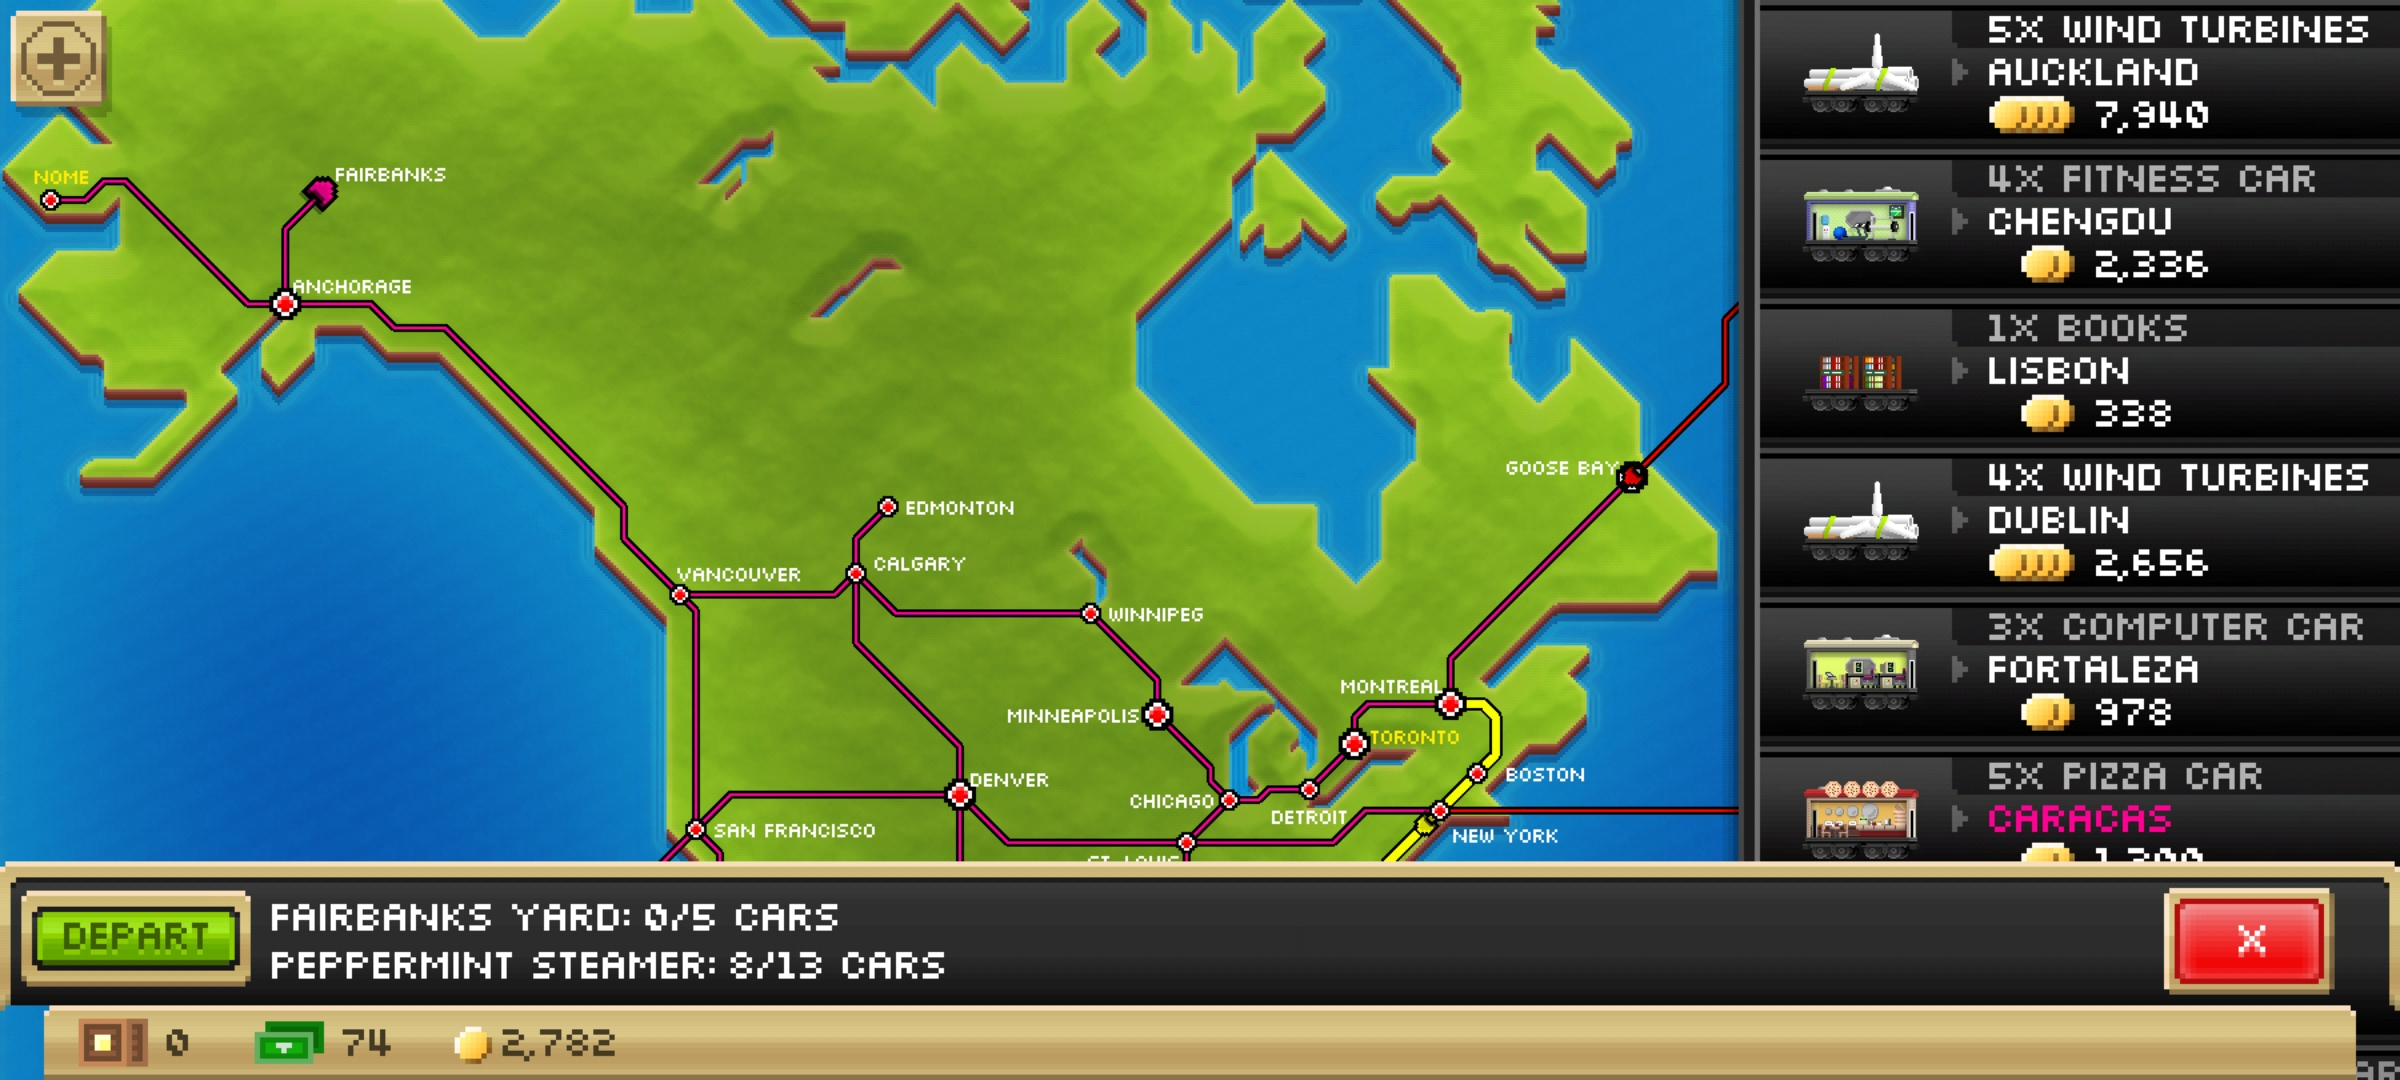 NOME
FAIRBANKS
ANCHORAGE
EDMONTON
CALGARY
VANCOUVER
WINNIPEG
GOOSE BAY
MONTREAL
MINNEAPOLIS
TORONTO
DENVER
BOSTON
CHICAGO
DETROIT
SAN FRANCISCO
NEW YORK
ST LOUIS
5X WIND TURBINES
AUCKLAND
7,940
4X FITNESS CAR
CHENGDU
2,336
1X BOOKS
LISBON
338
4X WIND TURBINES
DUBLIN
2,656
3X COMPUTER CAR
FORTALEZA
978
5X PIZZA CAR
CARACAS
DEPART
FAIRBANKS YARD: 0/5 CARS
PEPPERMINT STEAMER: 8/13 CARS
X
0
74
2,782